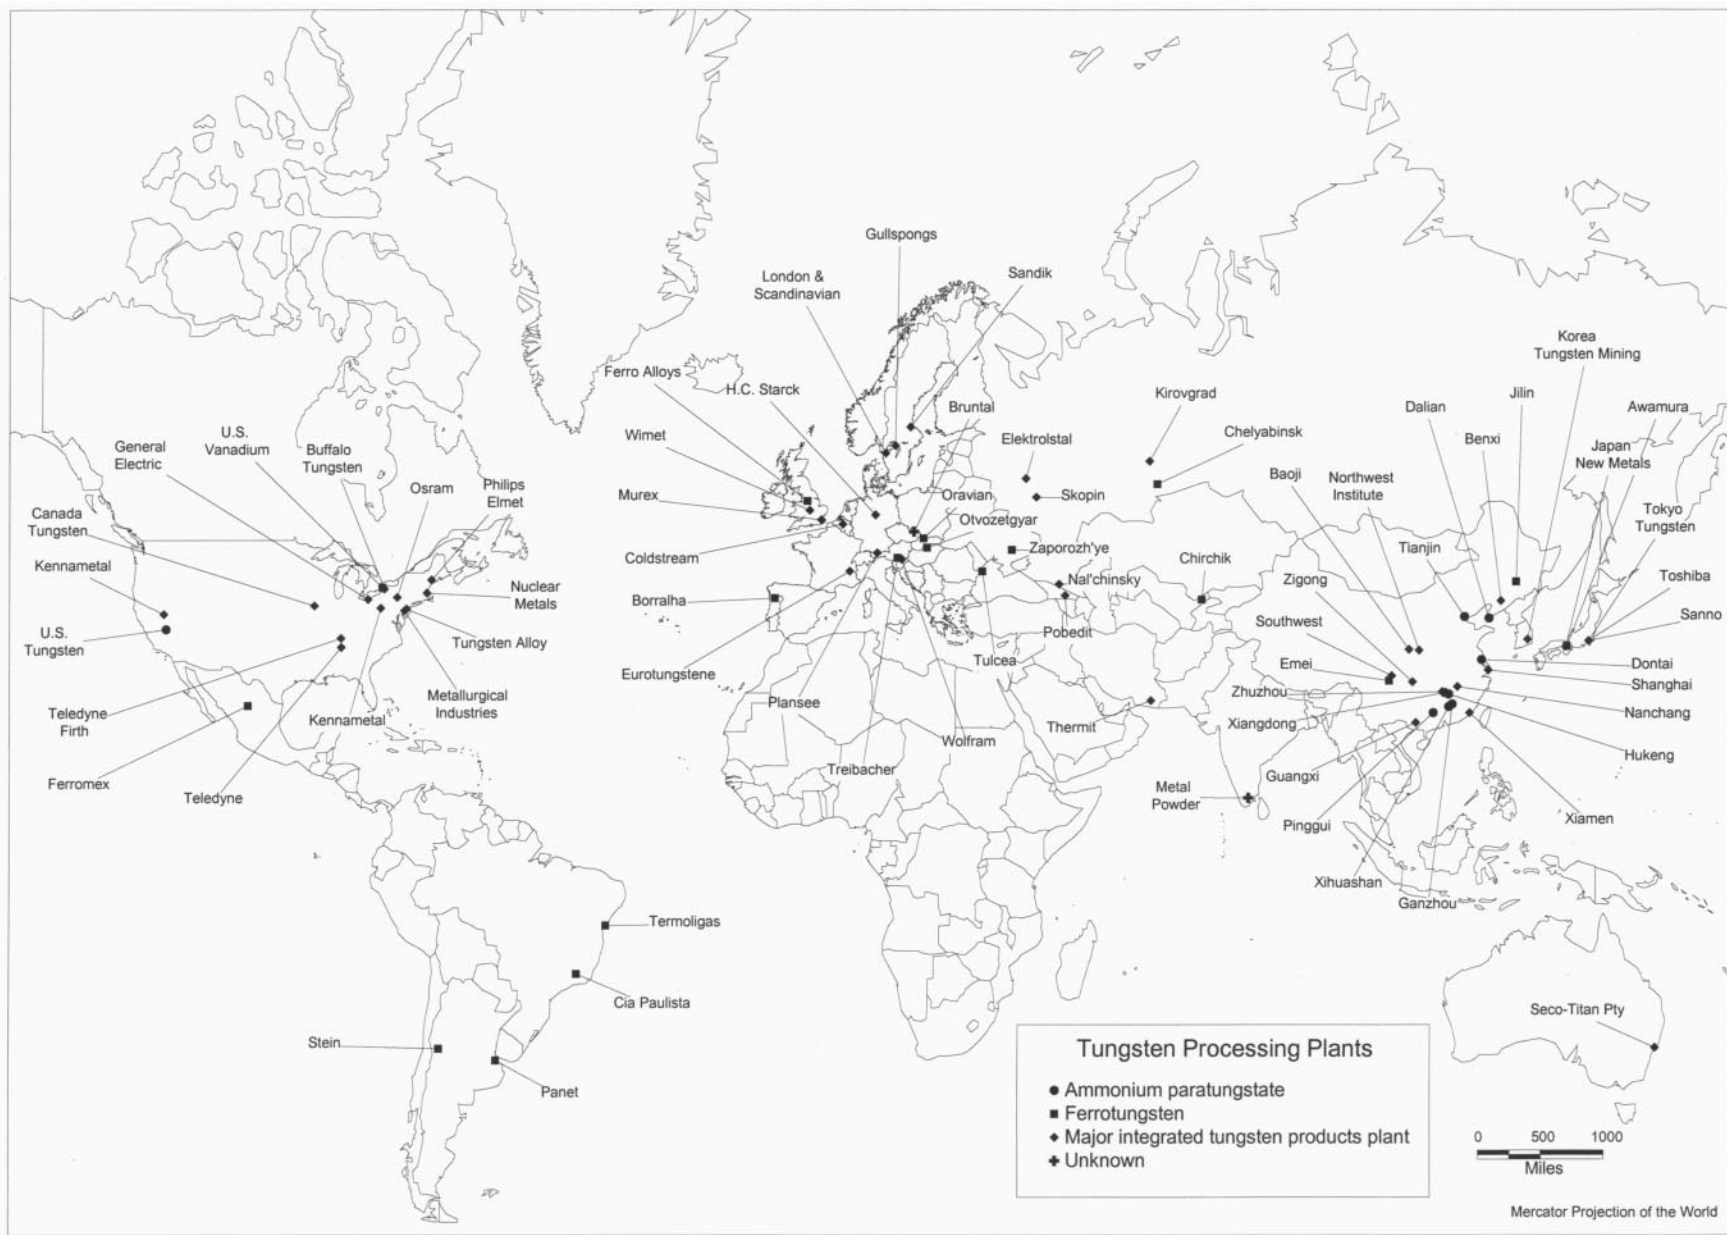 Gullspongs
London &
Scandinavian
Sandik
Ferro Alloys
H.C. Starck
Bruntal
Wimet
Murex
Coldstream
Elektrolstal
Skopin
Oravian
Otvozetgyar
Zaporozh'ye
Nal'chinsky
Pobedit
Tulcea
Borralha
Eurotungstene
Plansee
Treibacher
Wolfram
Thermit
Kirovgrad
Chelyabinsk
Chirchik
Korea
Tungsten Mining
Jilin
Dalian
Benxi
Awamura
Japan
New Metals
Baoji
Northwest
Institute
Tianjin
Tokyo
Tungsten
Toshiba
Sanno
Zigong
Southwest
Emei
Zhuzhou
Xiangdong
Dontai
Shanghai
Nanchang
Hukeng
Guangxi
Pinggui
Xiamen
Xihuashan
Ganzhou
Metal
Powder
U.S.
Vanadium
General
Electric
Buffalo
Tungsten
Osram
Philips
Elmet
Canada
Tungsten
Kennametal
U.S.
Tungsten
Nuclear
Metals
Tungsten Alloy
Metallurgical
Industries
Kennametal
Teledyne
Firth
Ferromex
Teledyne
Termoligas
Cia Paulista
Stein
Panet
Seco-Titan Pty
Tungsten Processing Plants
Ammonium paratungstate
Ferrotungsten
Major integrated tungsten products plant
Unknown
0 500 1000
Miles
Mercator Projection of the World